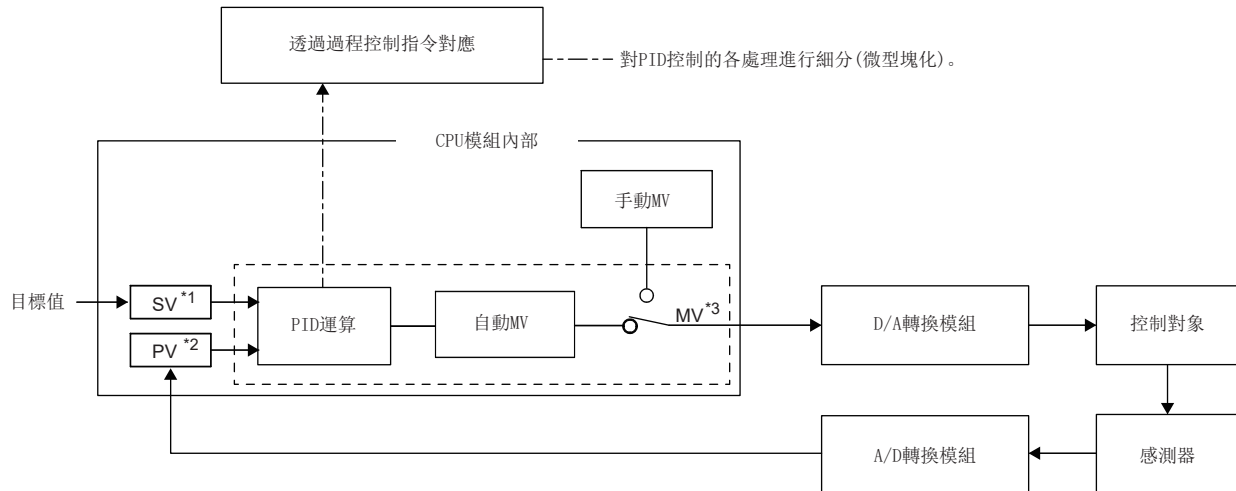 透過過程控制指令對應
對PID控制的各處理進行細分(微型塊化)。
CPU模組內部
手動MV
目標值
SV*1
PID運算
自動MV
MV*3
D/A轉換模組
控制對象
PV*2
A/D轉換模組
感測器